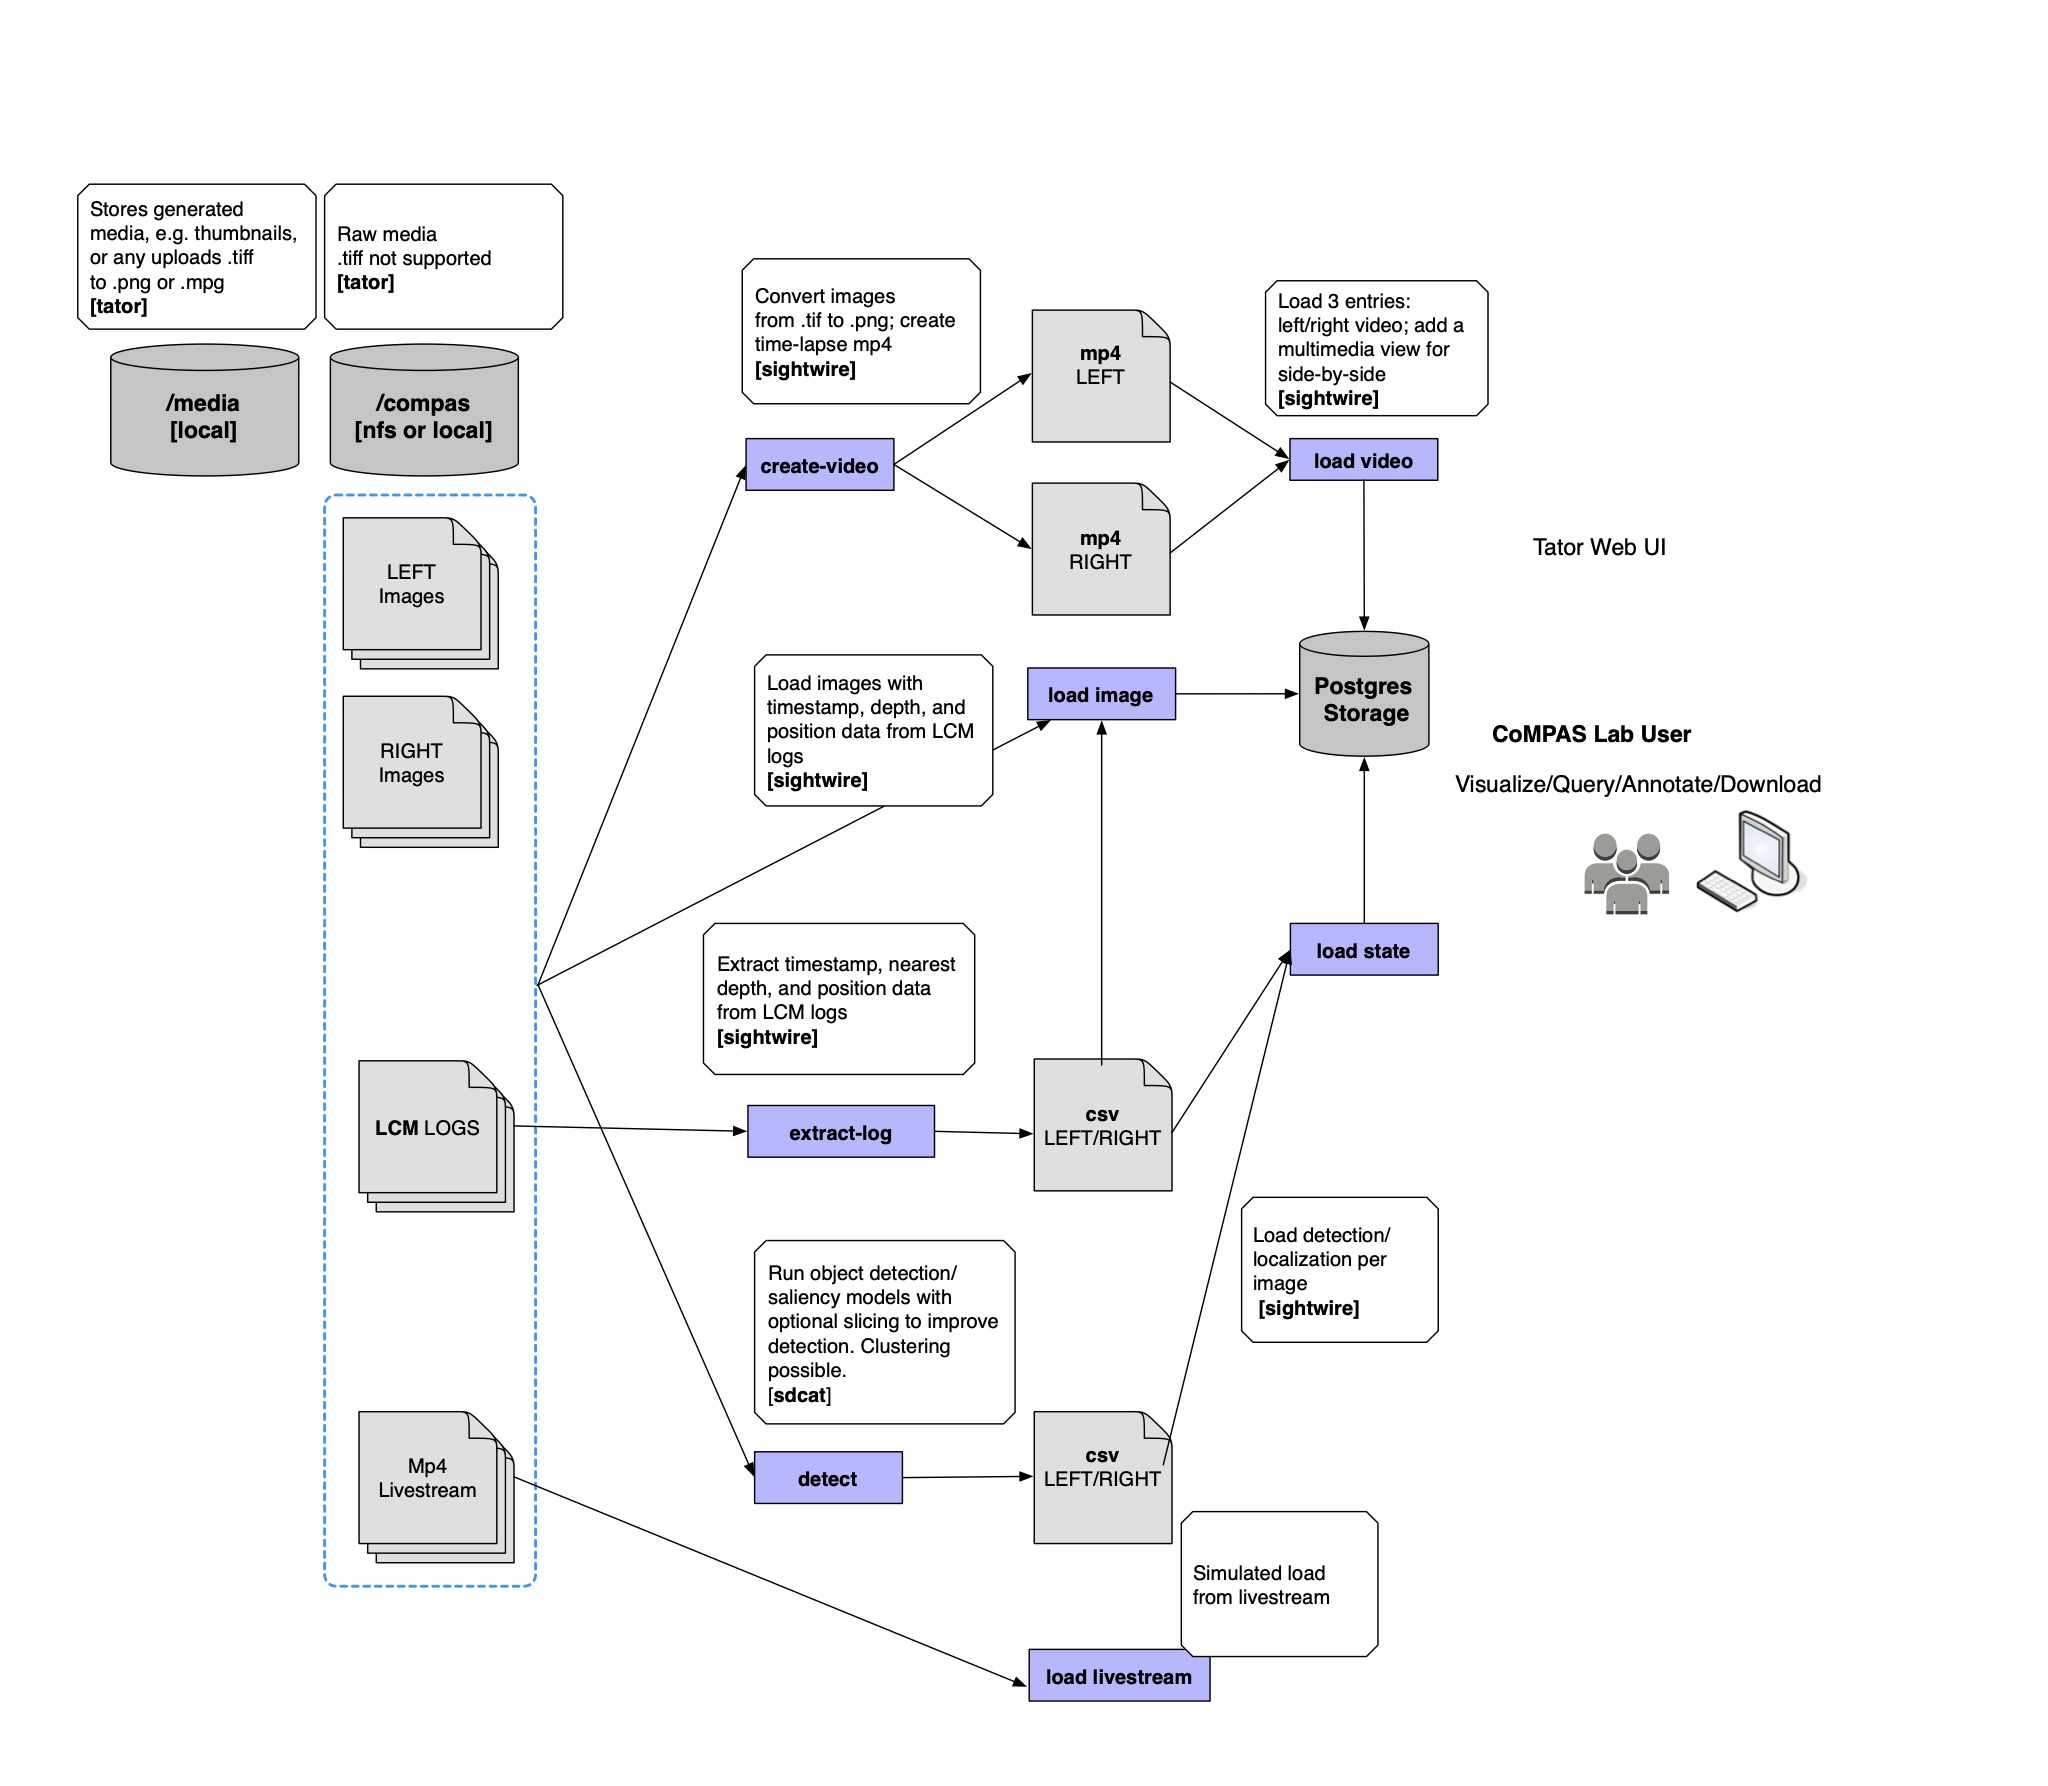 Stores generated
media, e.g. thumbnails,
or any uploads .tiff
to .png or .mpg
[tator]
Raw media
.tiff not supported
[tator]
/media
[local]
/compas
[nfs or local]
LEFT
Images
RIGHT
Images
LCM LOGS
Mp4
Livestream
Convert images
from .tif to .png; create
time-lapse mp4
[sightwire]
create-video
mp4
LEFT
mp4
RIGHT
Load 3 entries:
left/right video; add a
multimedia view for
side-by-side
[sightwire]
load video
Tator Web UI
Load images with
timestamp, depth, and
position data from LCM
logs
[sightwire]
load image
Postgres
Storage
CoMPAS Lab User
Visualize/Query/Annotate/Download
Extract timestamp, nearest
depth, and position data
from LCM logs
[sightwire]
load state
extract-log
csv
LEFT/RIGHT
Load detection/
localization per
image
[sightwire]
Run object detection/
saliency models with
optional slicing to improve
detection. Clustering
possible.
[sdcat]
detect
csv
LEFT/RIGHT
Simulated load
from livestream
load livestream